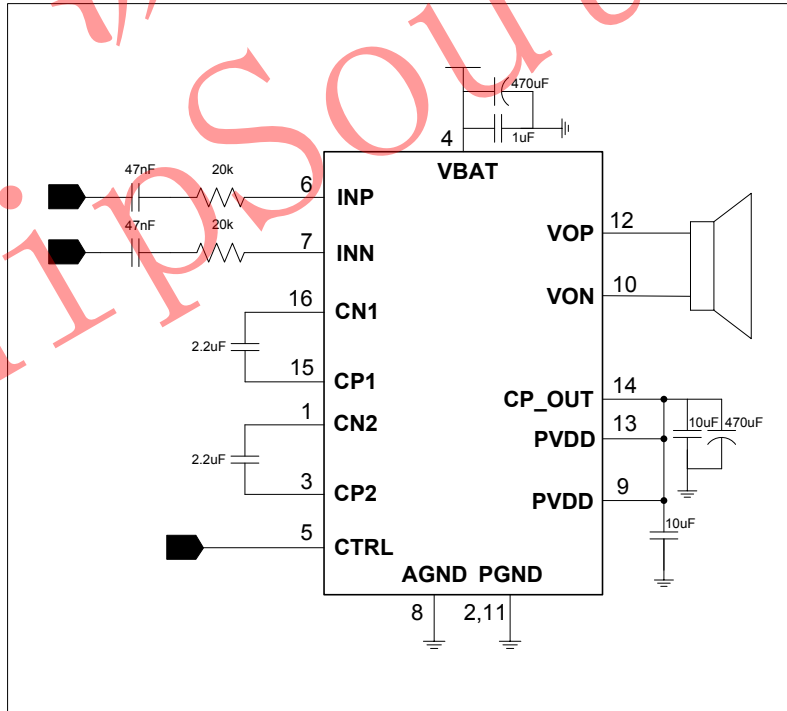 ipSou
470uF
1uF
4
VBAT
47nF
20k
6
INP
47nF
20k
7
INN
12
VOP
10
VON
16
CN1
2.2uF
15
CP1
1
CN2
2.2uF
3
CP2
5
CTRL
14
CP_OUT
13
PVDD
10uF
470uF
9
PVDD
10uF
AGND PGND
8
2,11